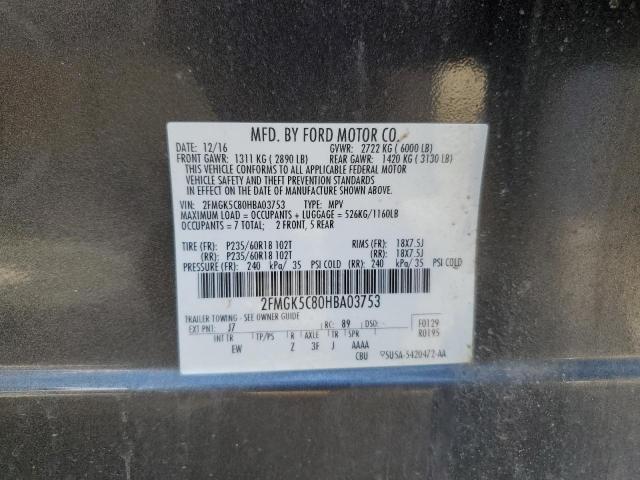 MFD. BY FORD MOTOR CO.
DATE: 12/16 GVWR: 2722 KG ( 6000 LB)
FRONT GAWR: 1311 KG ( 2890 LB) REAR GAWR: 1420 KG ( 3130 LB)
THIS VEHICLE CONFORMS TO ALL APPLICABLE FEDERAL MOTOR
VEHICLE SAFETY AND THEFT PREVENTION STANDARDS
IN EFFECT ON THE DATE OF MANUFACTURE SHOWN ABOVE.
VIN: 2FMGK5C80HBA03753 TYPE: MPV
MAXIMUM LOAD = OCCUPANTS + LUGGAGE = 526KG/1160LB
OCCUPANTS = 7 TOTAL; 2 FRONT, 5 REAR
TIRE (FR): P235/60R18 102T RIMS (FR): 18X7.5J
(RR): P235/60R18 102T (RR): 18X7.5J
PRESSURE (FR): 240 kPa/ 35 PSI COLD (RR): 240 kPa/ 35 PSI COLD
2FMGK5C80HBA03753
TRAILER TOWING - SEE OWNER GUIDE
EXT PNT: J7 RC: 89 DSO: F0129
R0195
INT TR TP/PS R AXLE TR
EW Z 3F J AAAA
CBU 5U5A-5420472-AA